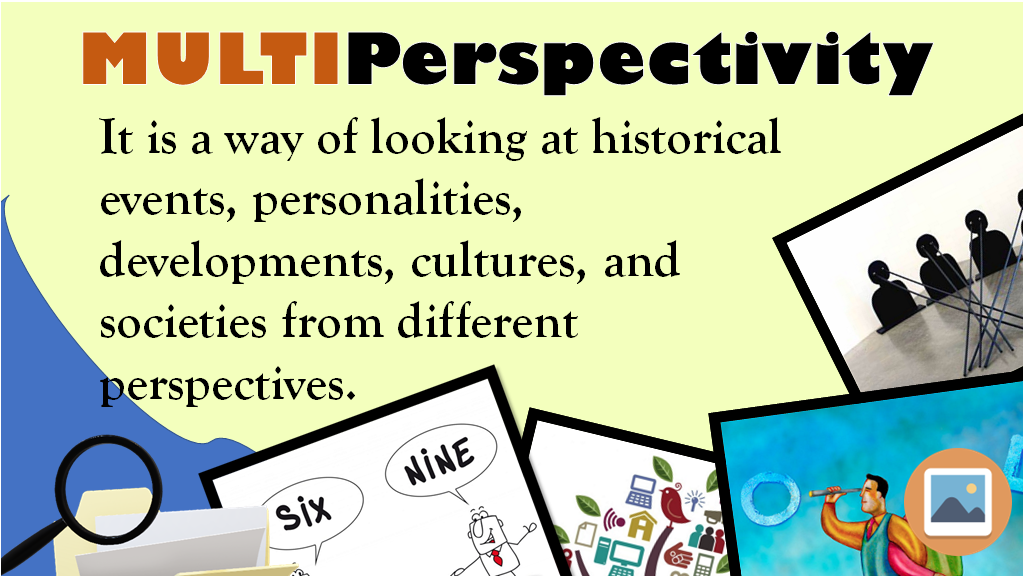 MULTIPerspectivity
It is a way of looking at historical
events, personalities,
developments, cultures, and
societies from different
perspectives.
NiNE
SiX